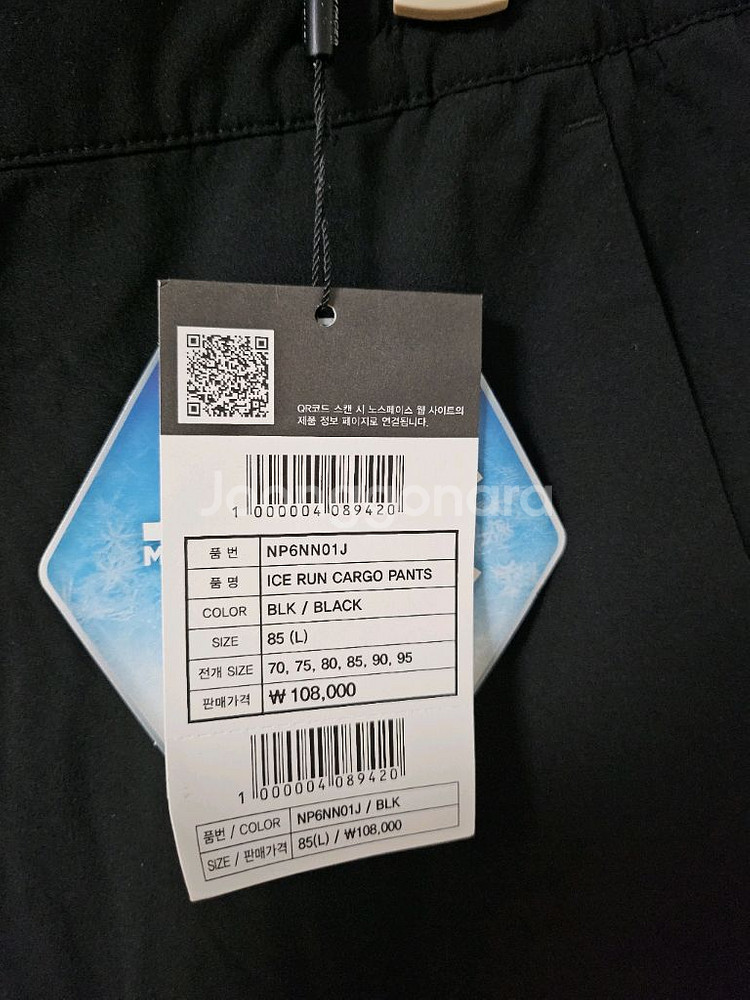 QR코드 스캔 시 노스페이스 웹 사이트의
제품 정보 페이지로 연결됩니다.
Joonggonara
1 000004 089420
품 번 NP6NN01J
품 명 ICE RUN CARGO PANTS
COLOR BLK / BLACK
SIZE 85 (L)
전개 SIZE 70, 75, 80, 85, 90, 95
판매가격 ₩ 108,000
1 000004 089420
품번 / COLOR NP6NN01J / BLK
SIZE / 판매가격 85(L) / ₩108,000